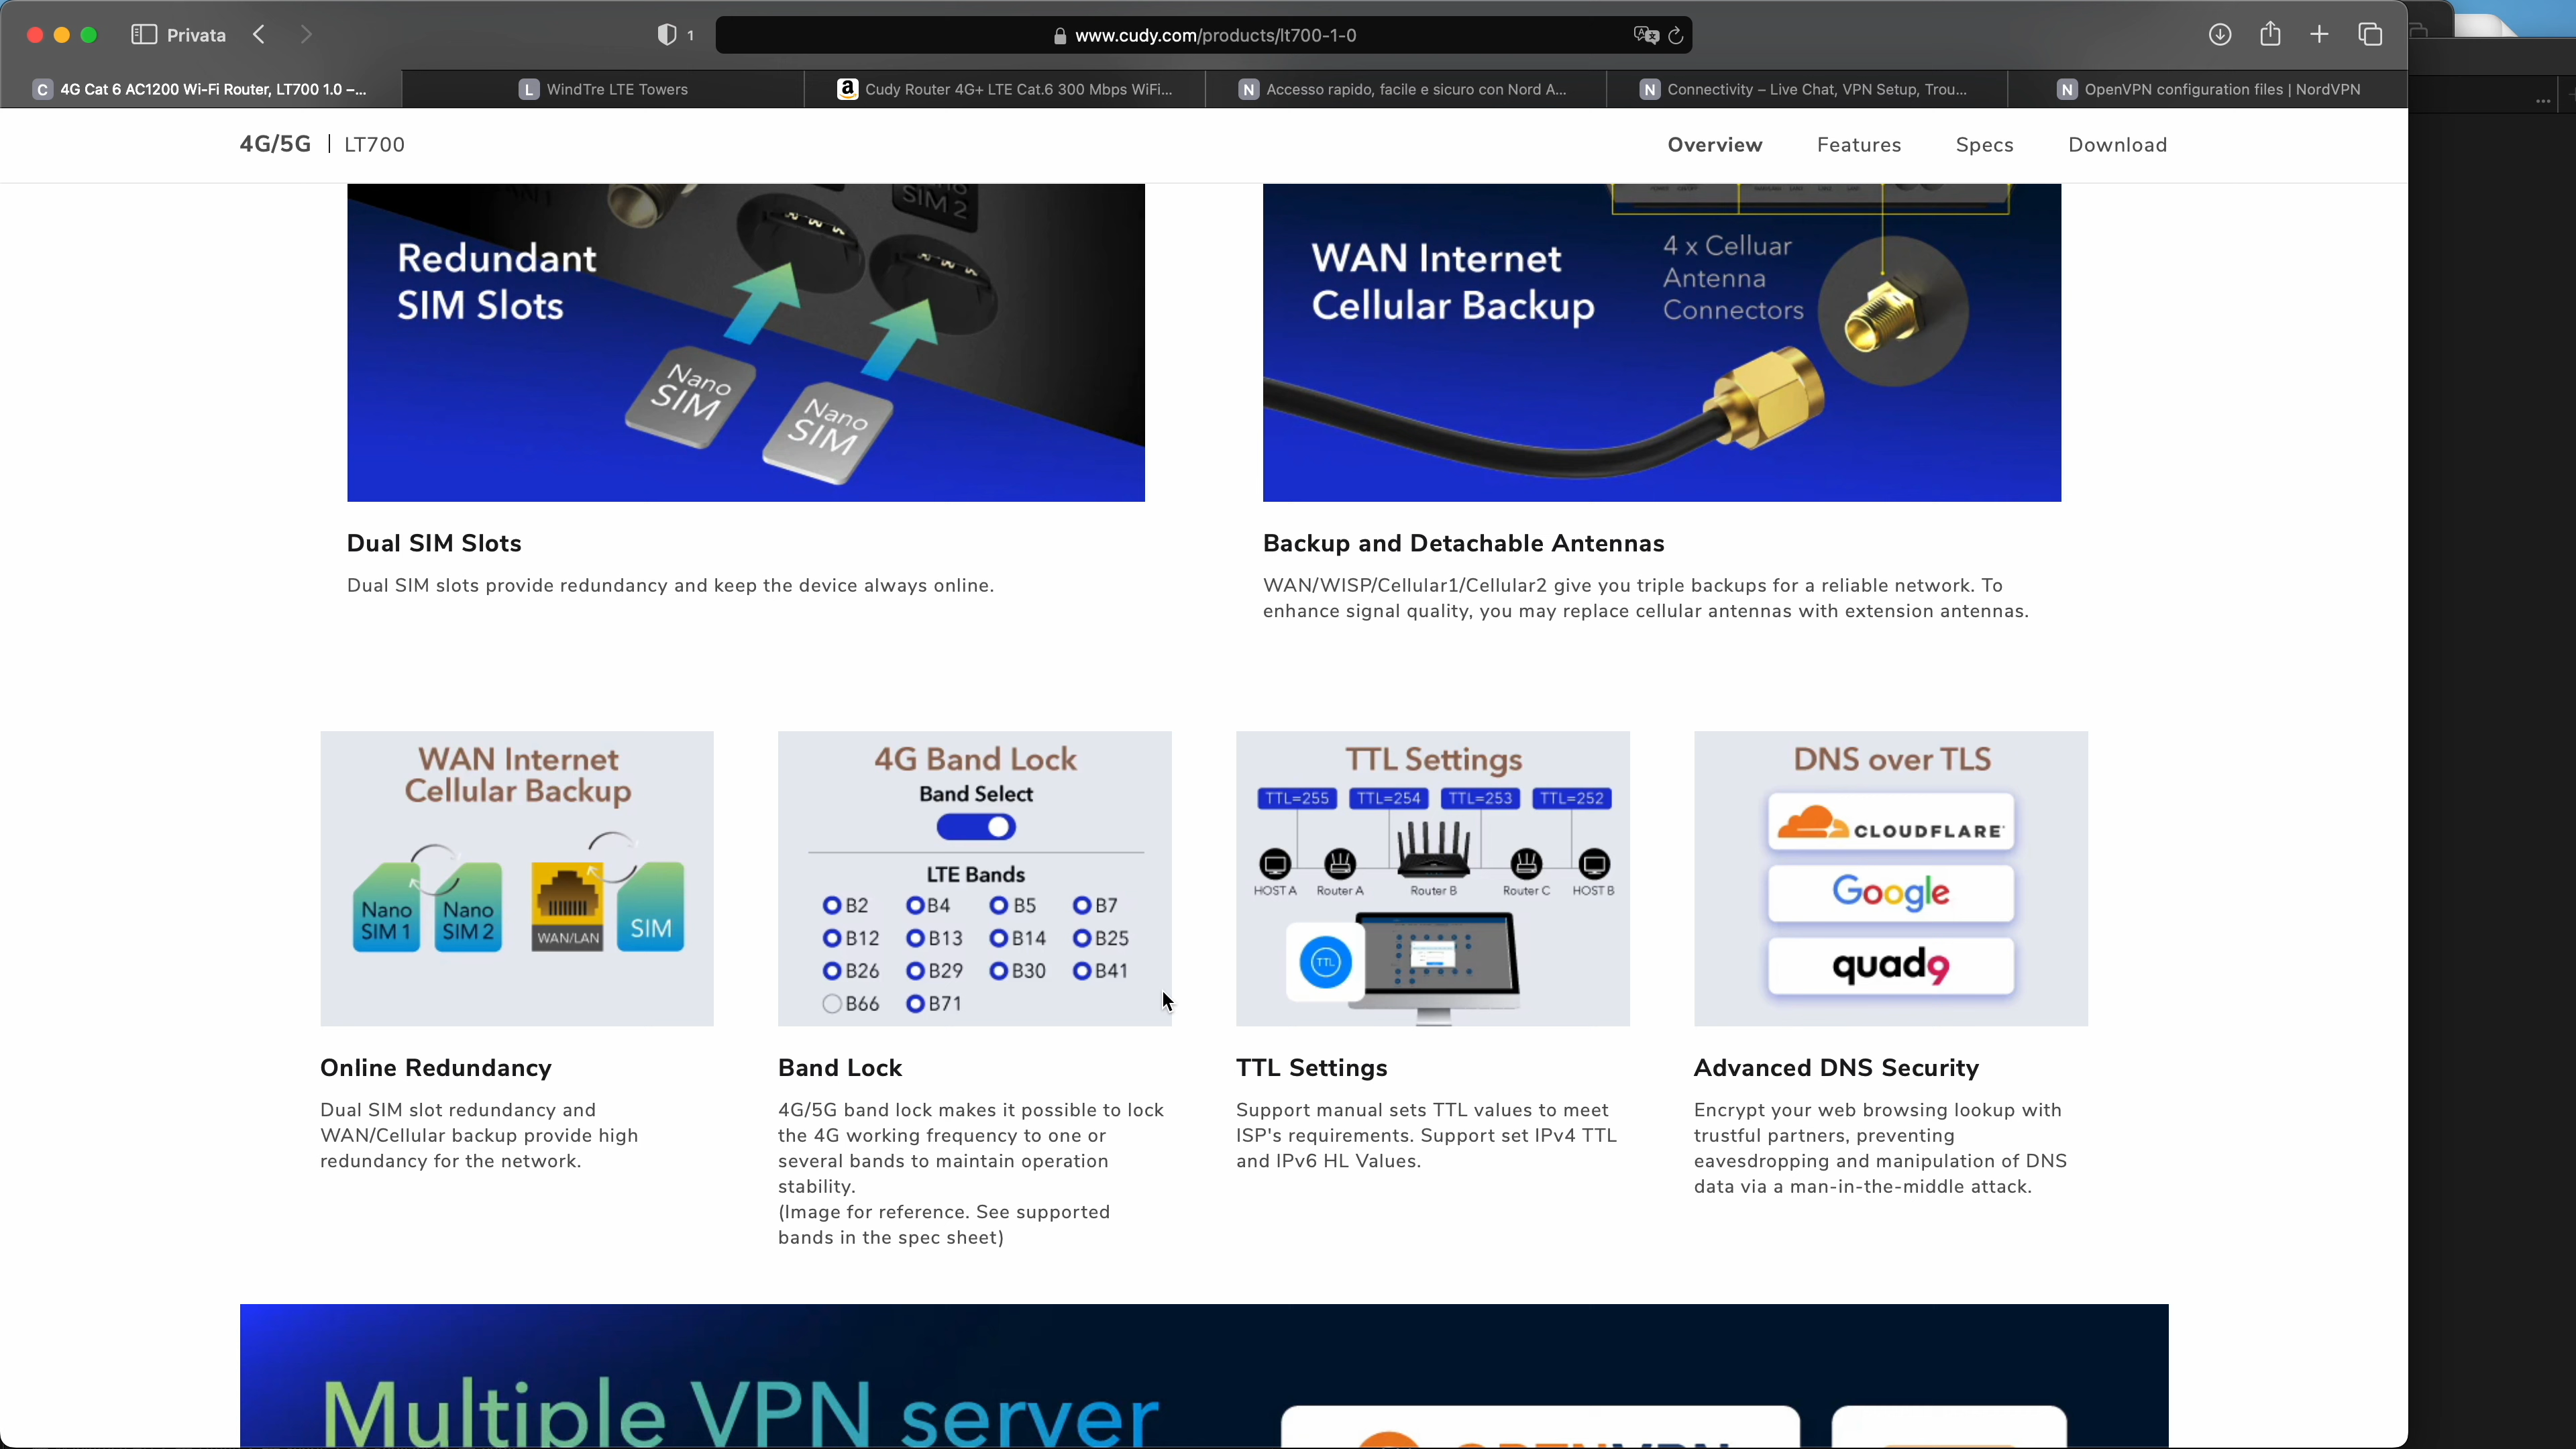 Privata
1
www.cudy.com/products/lt700-1-0
C 4G Cat 6 AC1200 Wi-Fi Router, LT700 1.0 –...
L WindTre LTE Towers
a Cudy Router 4G+ LTE Cat.6 300 Mbps WiFi...
N Accesso rapido, facile e sicuro con Nord A...
N Connectivity – Live Chat, VPN Setup, Trou...
N OpenVPN configuration files | NordVPN
4G/5G | LT700
Overview
Features
Specs
Download
SIM 2
Redundant
SIM Slots
Nano
SIM
Nano
SIM
WAN Internet
Cellular Backup
4 x Celluar
Antenna
Connectors
Dual SIM Slots
Dual SIM slots provide redundancy and keep the device always online.
Backup and Detachable Antennas
WAN/WISP/Cellular1/Cellular2 give you triple backups for a reliable network. To
enhance signal quality, you may replace cellular antennas with extension antennas.
WAN Internet
Cellular Backup
Nano
SIM 1
Nano
SIM 2
WAN/LAN
SIM
Online Redundancy
Dual SIM slot redundancy and
WAN/Cellular backup provide high
redundancy for the network.
4G Band Lock
Band Select
LTE Bands
B2 B4 B5 B7
B12 B13 B14 B25
B26 B29 B30 B41
B66 B71
Band Lock
4G/5G band lock makes it possible to lock
the 4G working frequency to one or
several bands to maintain operation
stability.
(Image for reference. See supported
bands in the spec sheet)
TTL Settings
TTL=255 TTL=254 TTL=253 TTL=252
HOST A Router A Router B Router C HOST B
TTL
TTL Settings
Support manual sets TTL values to meet
ISP's requirements. Support set IPv4 TTL
and IPv6 HL Values.
DNS over TLS
CLOUDFLARE
Google
quad9
Advanced DNS Security
Encrypt your web browsing lookup with
trustful partners, preventing
eavesdropping and manipulation of DNS
data via a man-in-the-middle attack.
Multiple VPN server
OPENVPN